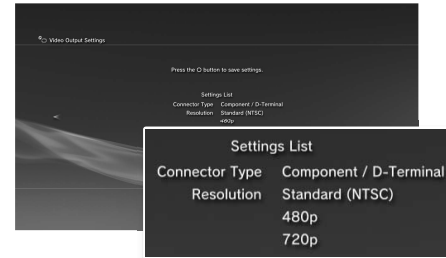 Video Output Settings
Press the O button to save settings.
Settings List
Connector Type Component / D-Terminal
Resolution Standard (NTSC)
480p
Settings List
Connector Type Component / D-Terminal
Resolution Standard (NTSC)
480p
720p